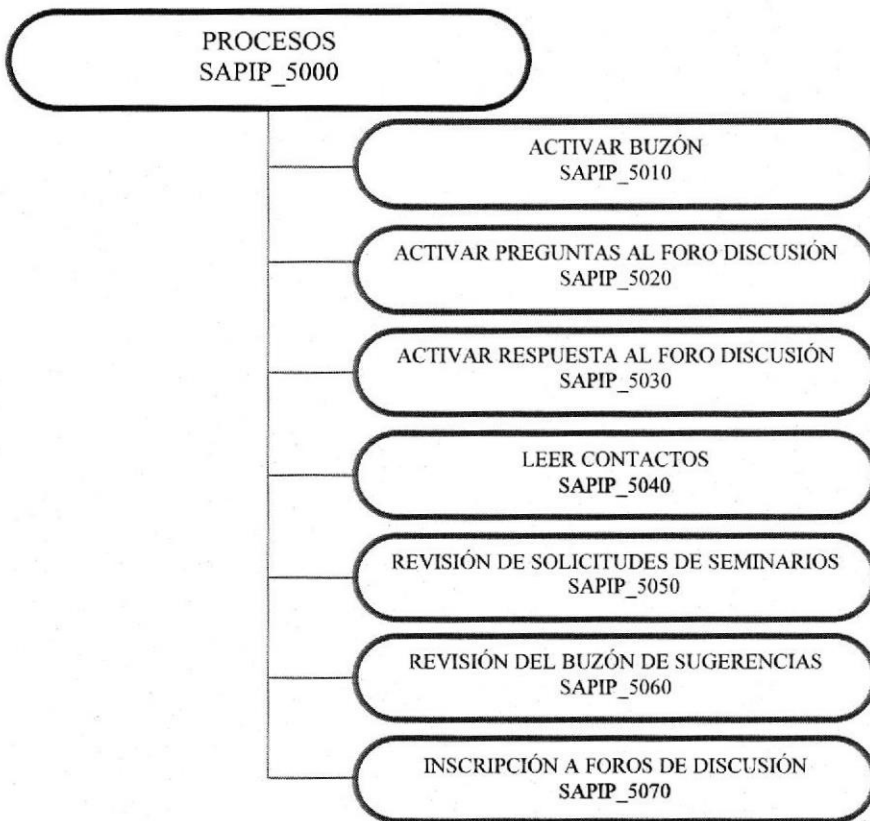 PROCESOS
SAPIP_5000
ACTIVAR BUZÓN
SAPIP_5010
ACTIVAR PREGUNTAS AL FORO DISCUSIÓN
SAPIP_5020
ACTIVAR RESPUESTA AL FORO DISCUSIÓN
SAPIP_5030
LEER CONTACTOS
SAPIP_5040
REVISIÓN DE SOLICITUDES DE SEMINARIOS
SAPIP_5050
REVISIÓN DEL BUZÓN DE SUGERENCIAS
SAPIP_5060
INSCRIPCIÓN A FOROS DE DISCUSIÓN
SAPIP_5070